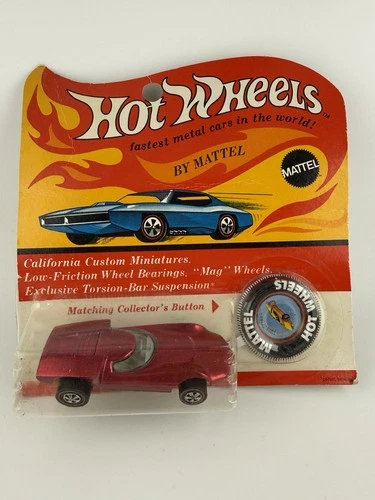 HOT WHEELS
fastest metal cars in the world!
BY MATTEL
MATTEL
California Custom Miniatures.
Low-Friction Wheel Bearings. "Mag" Wheels.
Exclusive Torsion-Bar Suspension
Matching Collector's Button
HOT WHEELS
MATTEL